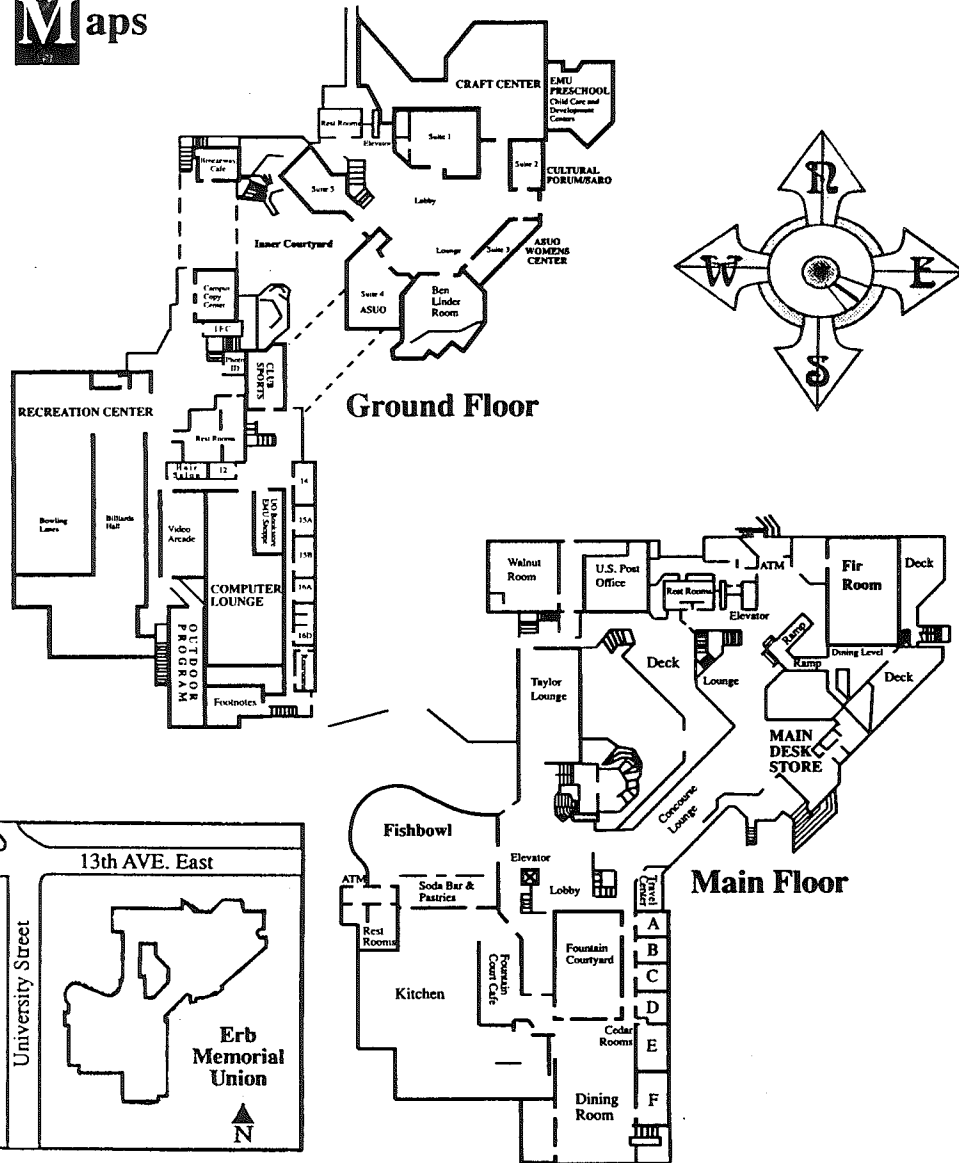 Maps
CRAFT CENTER
EMU
PRESCHOOL
Child Care and
Development
Centers
Rest Rooms
Elevator
Suite 1
Suite 2
CULTURAL
FORUM/SARO
Breezeway
Cafe
Suite 5
Lobby
Inner Courtyard
Lounge
Suite 3
ASUO
WOMENS
CENTER
Campus
Copy
Center
Suite 4
ASUO
Ben
Linder
Room
IFC
Photo
ID
CLUB
SPORTS
N
W
E
S
Ground Floor
RECREATION CENTER
Rest Rooms
Hair
Salon
12
14
Bowling
Lanes
Billiards
Hall
Video
Arcade
UO Bookstore
EMU Shoppe
15A
15B
COMPUTER
LOUNGE
16A
16D
OUTDOOR
PROGRAM
Footnotes
Walnut
Room
U.S. Post
Office
ATM
Fir
Room
Deck
Rest Rooms
Elevator
Ramp
Ramp
Dining Level
Deck
Lounge
Deck
Taylor
Lounge
MAIN
DESK
STORE
Concourse
Lounge
Fishbowl
Elevator
Lobby
Travel
Center
Main Floor
ATM
Soda Bar &
Pastries
Rest
Rooms
Fountain
Courtyard
A
B
C
D
Kitchen
Fountain
Court Cafe
Cedar
Rooms
E
F
Dining
Room
13th AVE. East
University Street
Erb
Memorial
Union
N